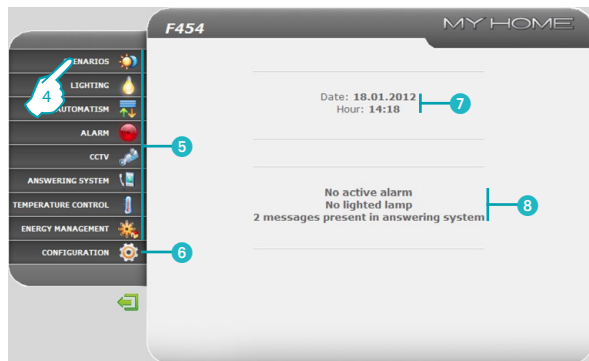 F454
MY HOME
SCENARIOS
4
LIGHTING
AUTOMATISM
ALARM
CCTV
ANSWERING SYSTEM
TEMPERATURE CONTROL
ENERGY MANAGEMENT
CONFIGURATION
5
6
Date: 18.01.2012
Hour: 14:18
7
No active alarm
No lighted lamp
2 messages present in answering system
8